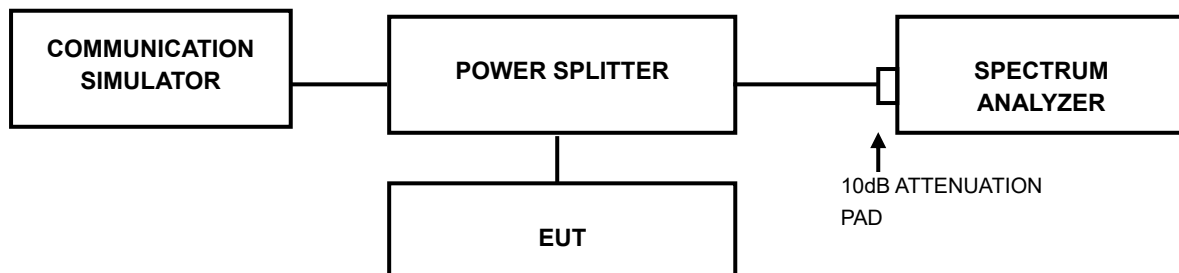 COMMUNICATION
SIMULATOR
POWER SPLITTER
SPECTRUM
ANALYZER
10dB ATTENUATION
PAD
EUT